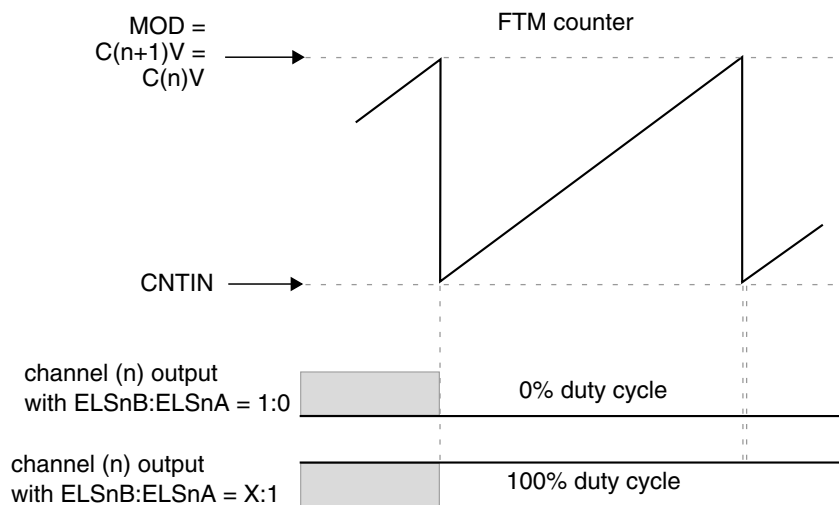 MOD =
C(n+1)V =
C(n)V
FTM counter
CNTIN
channel (n) output
with ELSnB:ELSnA = 1:0
0% duty cycle
channel (n) output
with ELSnB:ELSnA = X:1
100% duty cycle